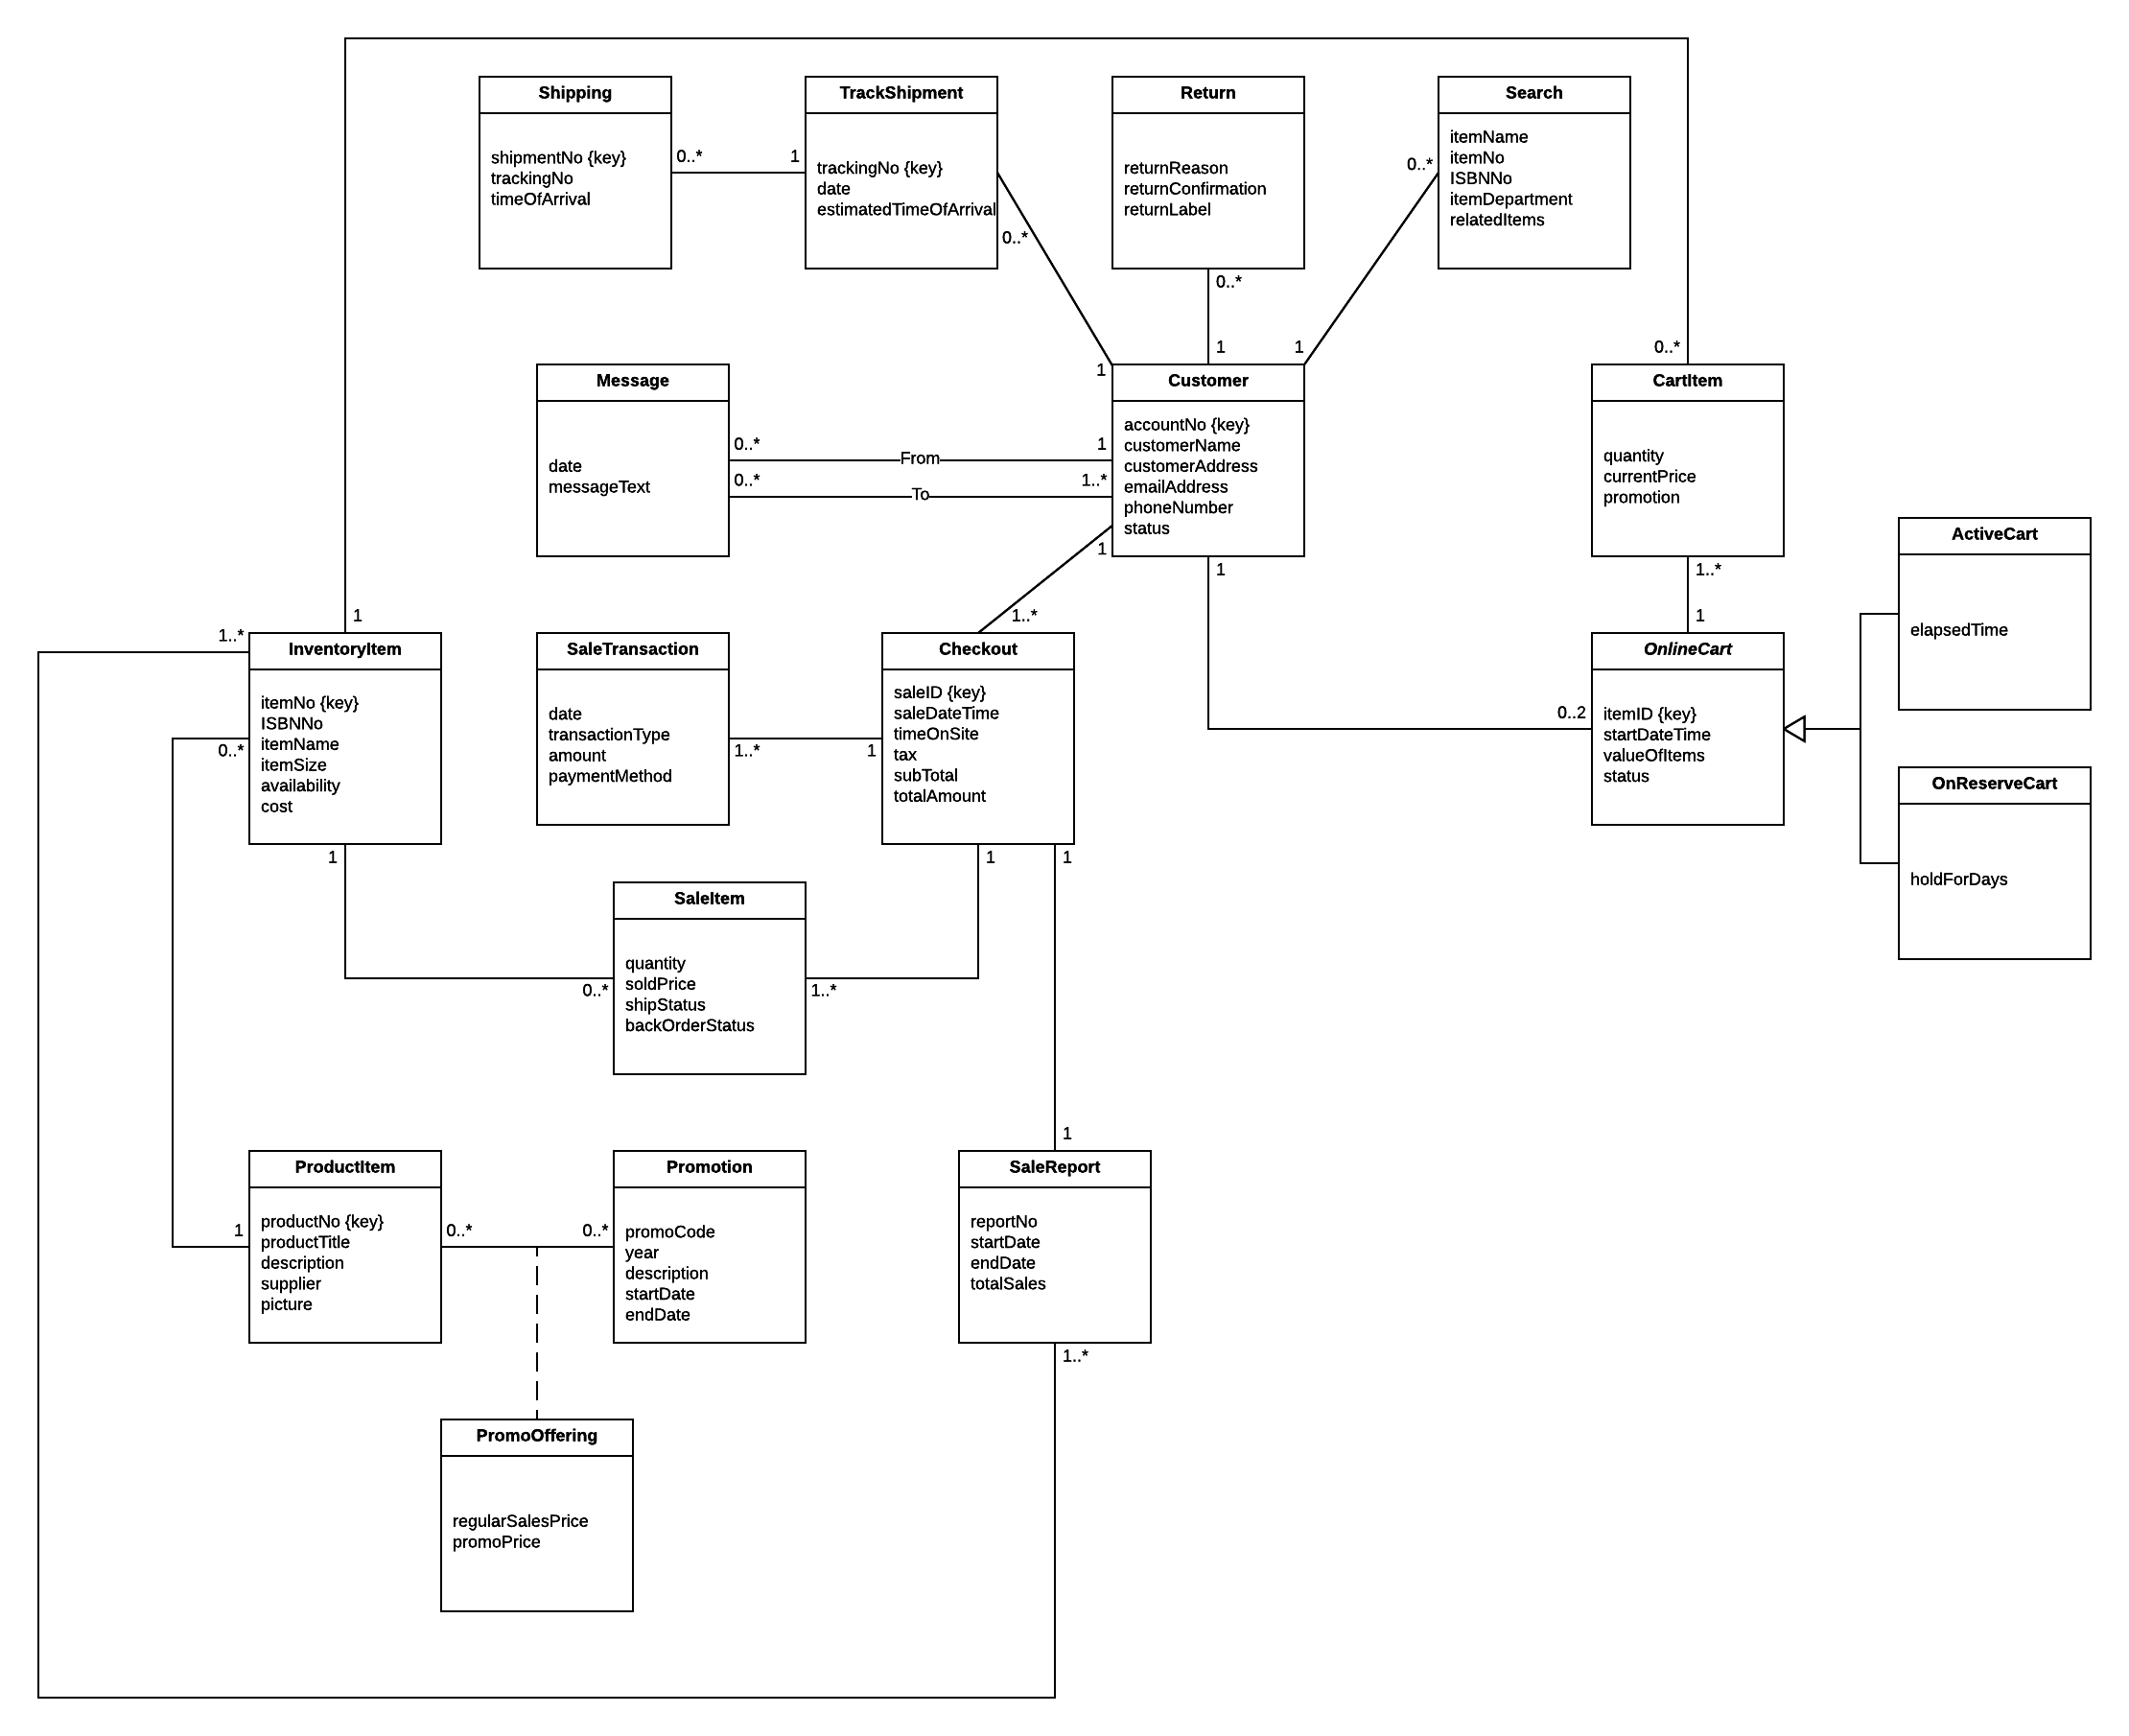 Shipping
shipmentNo {key}
trackingNo
timeOfArrival
0..*
1
TrackShipment
trackingNo {key}
date
estimatedTimeOfArrival
0..*
1
Return
returnReason
returnConfirmation
returnLabel
0..*
1
Search
itemName
itemNo
ISBNNo
itemDepartment
relatedItems
0..*
1
Message
date
messageText
0..*
From
1
0..*
To
1..*
Customer
accountNo {key}
customerName
customerAddress
emailAddress
phoneNumber
status
1
1..*
1
0..2
CartItem
quantity
currentPrice
promotion
0..*
1..*
1
ActiveCart
elapsedTime
InventoryItem
itemNo {key}
ISBNNo
itemName
itemSize
availability
cost
1
1..*
0..*
1
SaleTransaction
date
transactionType
amount
paymentMethod
1..*
1
Checkout
saleID {key}
saleDateTime
timeOnSite
tax
subTotal
totalAmount
1
1
OnlineCart
itemID {key}
startDateTime
valueOfItems
status
OnReserveCart
holdForDays
SaleItem
quantity
soldPrice
shipStatus
backOrderStatus
0..*
1..*
ProductItem
productNo {key}
productTitle
description
supplier
picture
1
0..*
0..*
Promotion
promoCode
year
description
startDate
endDate
1
SaleReport
reportNo
startDate
endDate
totalSales
1..*
PromoOffering
regularSalesPrice
promoPrice